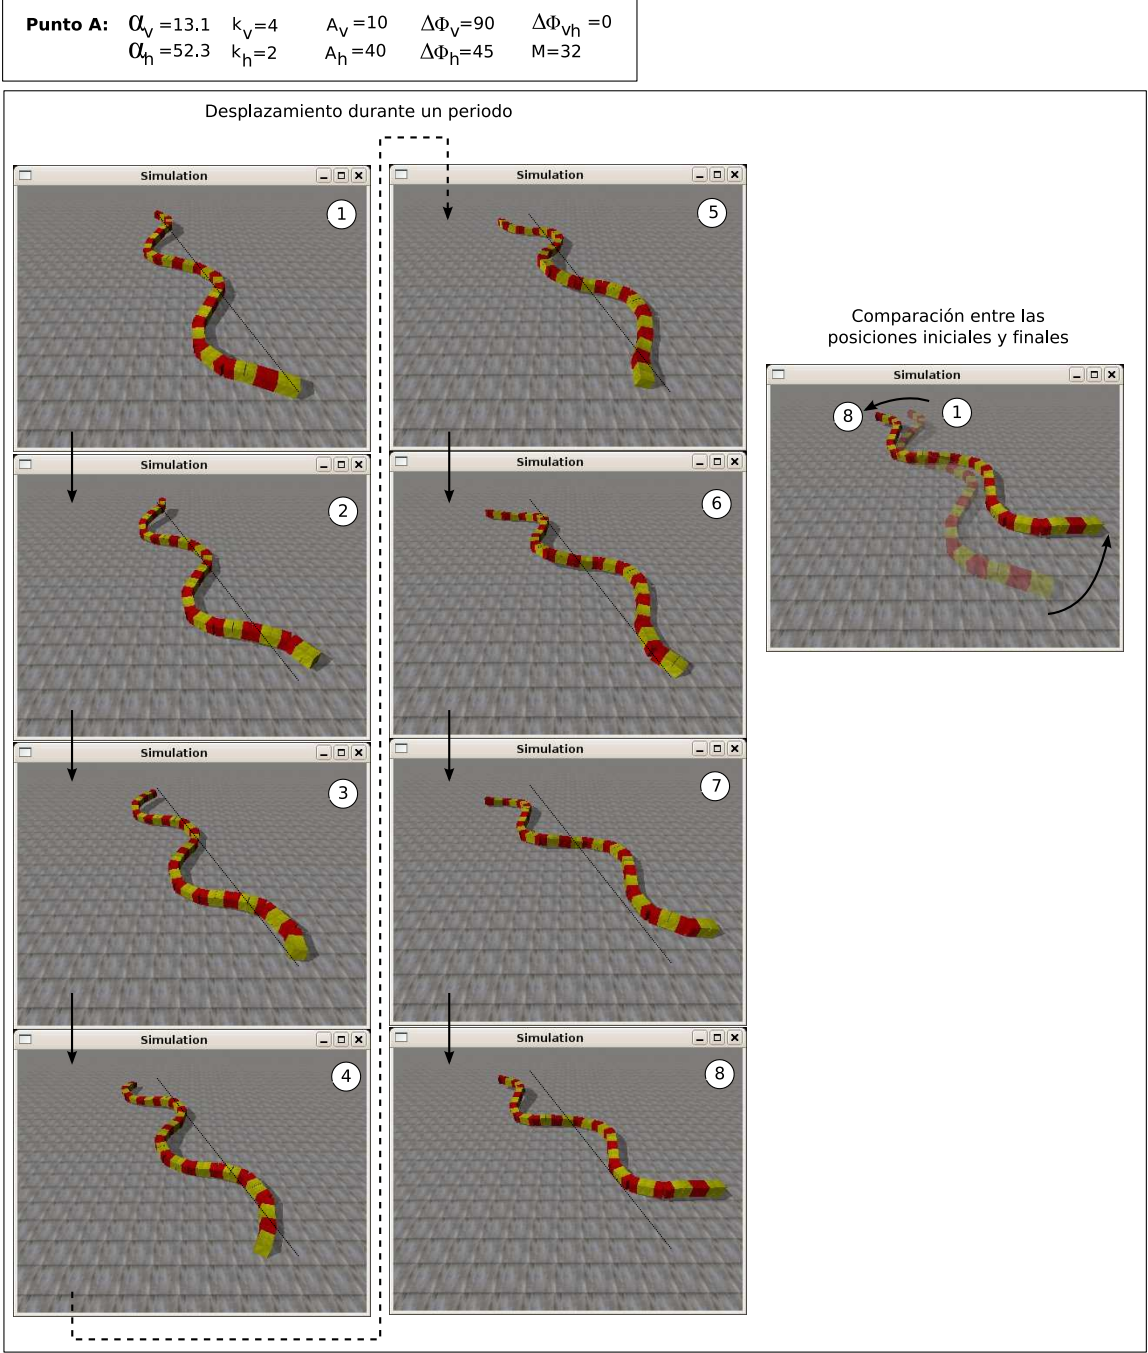 Punto A: αv=13.1 kv=4 Av=10 ΔΦv=90 ΔΦvh=0
αh=52.3 kh=2 Ah=40 ΔΦh=45 M=32
Desplazamiento durante un periodo
Simulation
1
Simulation
2
Simulation
3
Simulation
4
Simulation
5
Simulation
6
Simulation
7
Simulation
8
Comparación entre las
posiciones iniciales y finales
Simulation
8 1